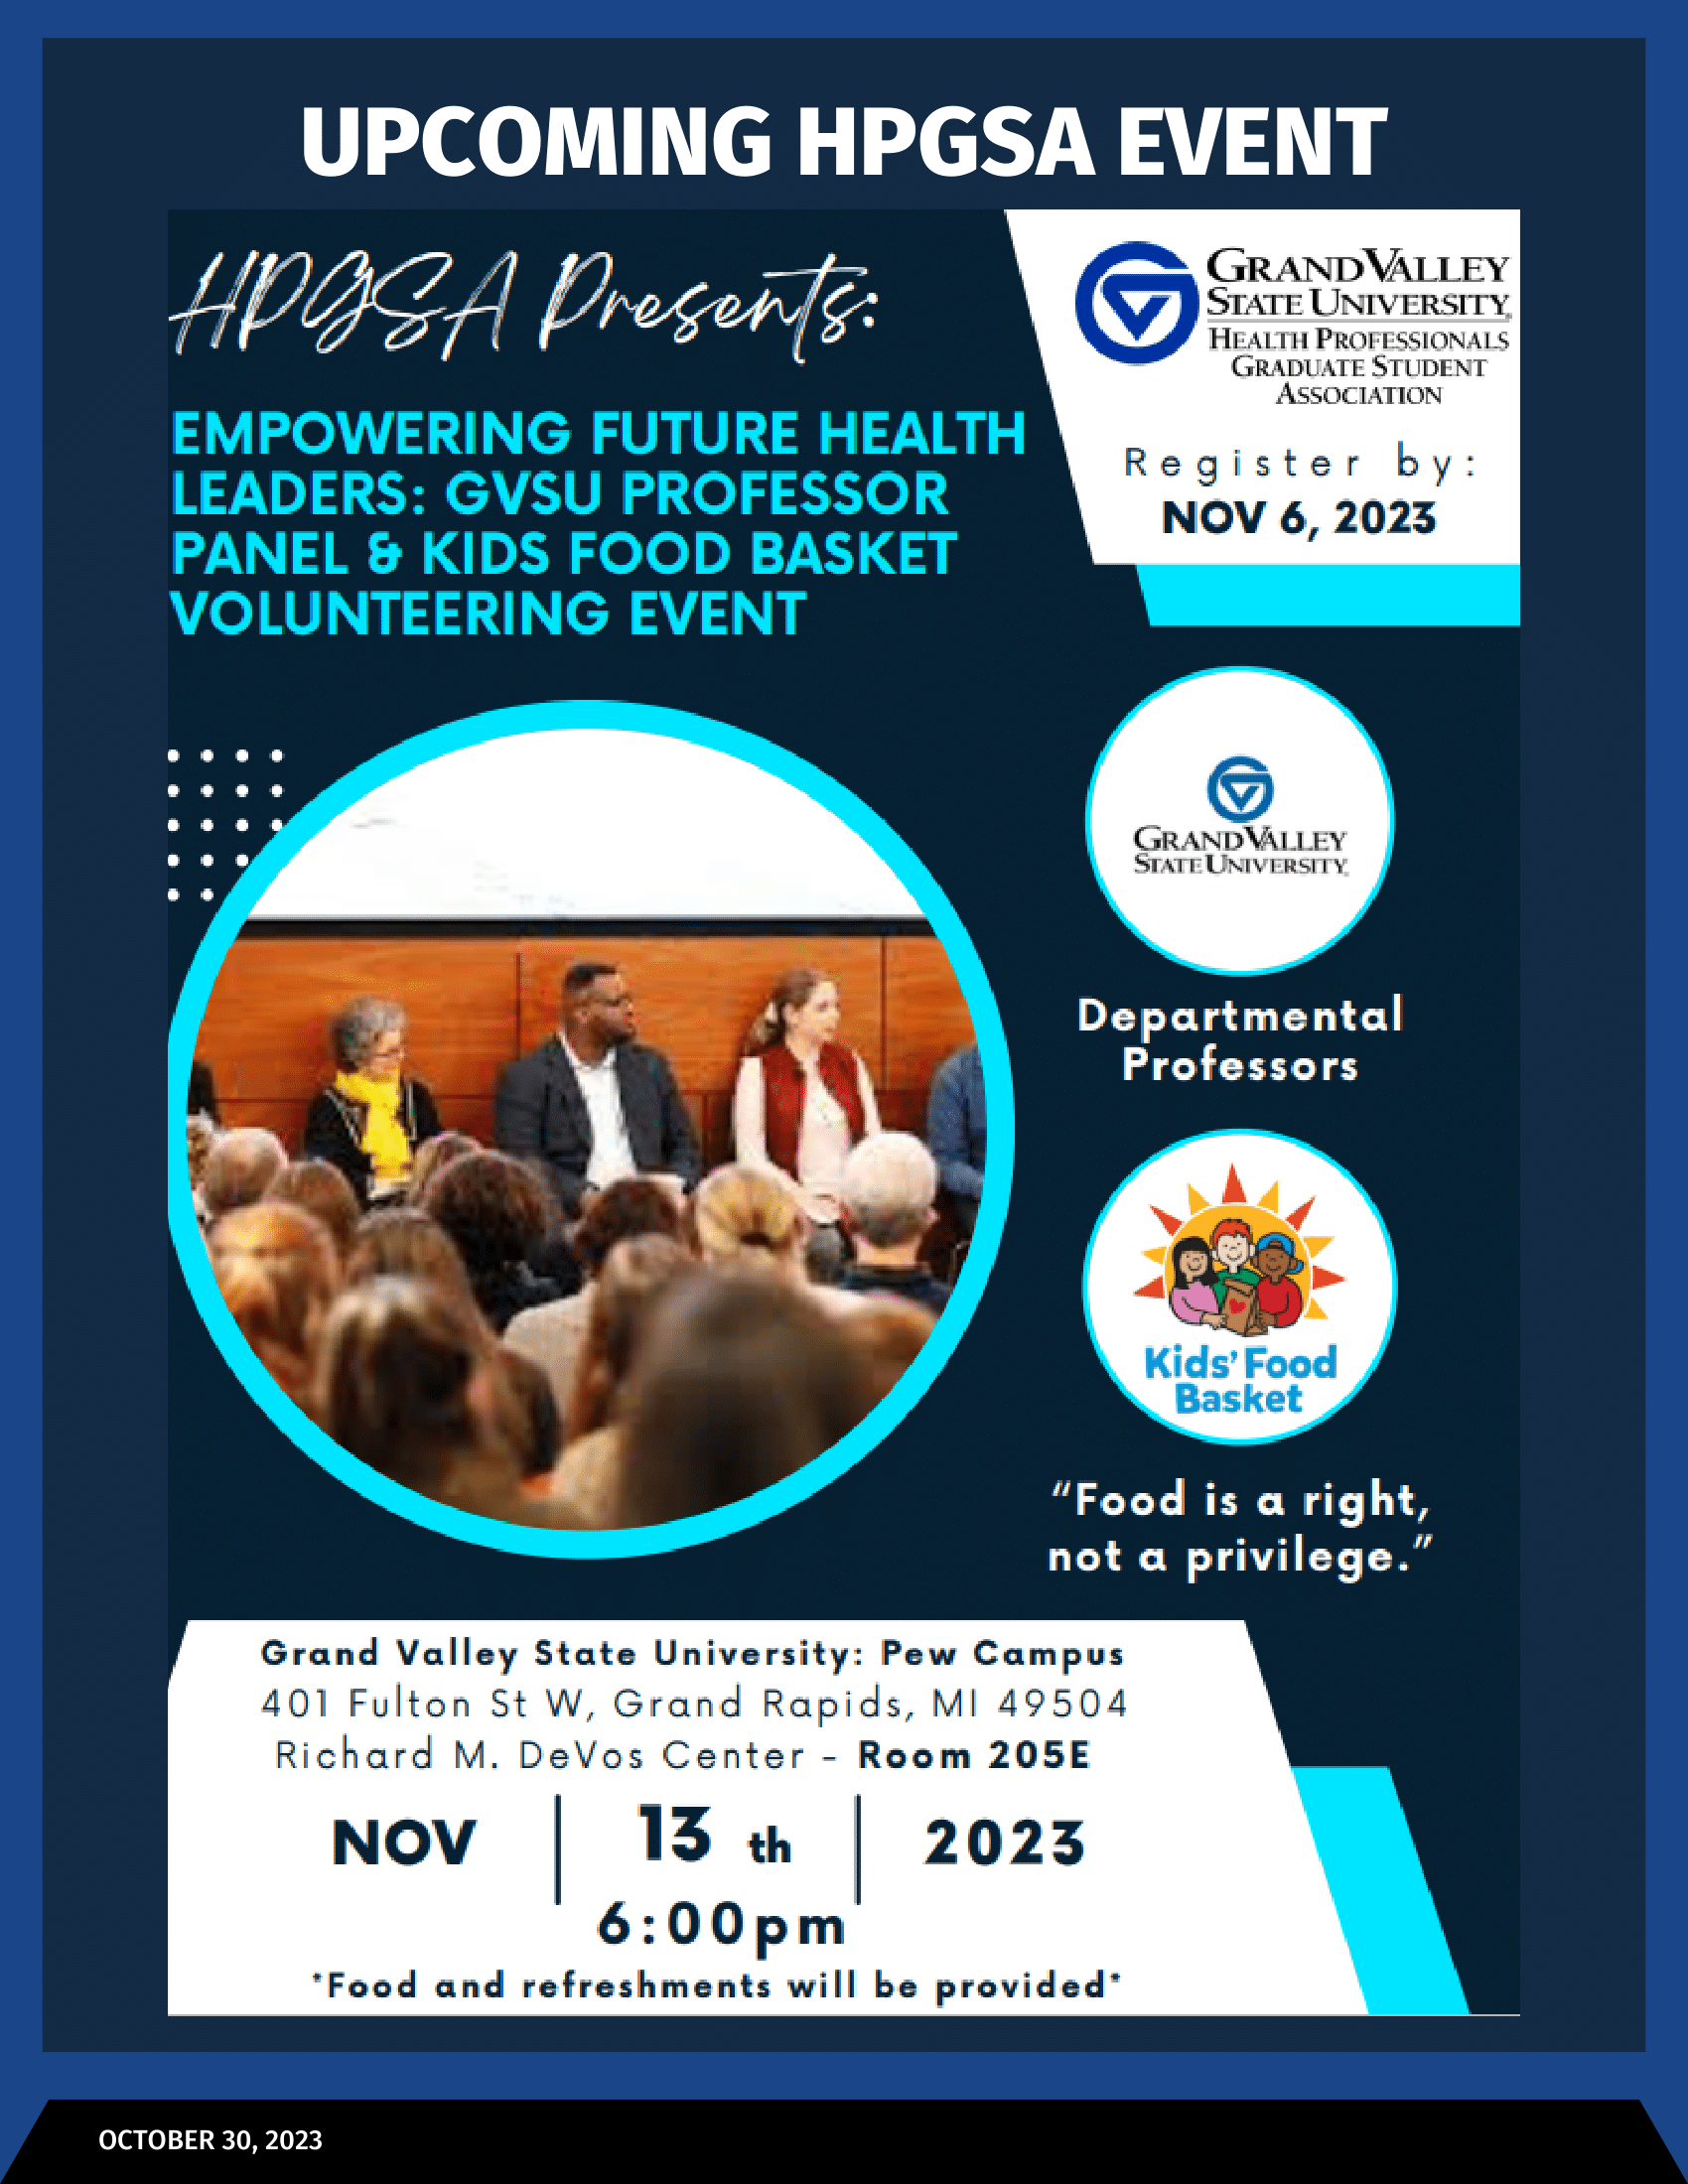 UPCOMING HPGSA EVENT
HPGSA Presents:
EMPOWERING FUTURE HEALTH
LEADERS: GVSU PROFESSOR
PANEL & KIDS FOOD BASKET
VOLUNTEERING EVENT
GRAND VALLEY
STATE UNIVERSITY
HEALTH PROFESSIONALS
GRADUATE STUDENT
ASSOCIATION
Register by:
NOV 6, 2023
GRAND VALLEY
STATE UNIVERSITY
Departmental
Professors
Kids' Food
Basket
"Food is a right,
not a privilege."
Grand Valley State University: Pew Campus
401 Fulton St W, Grand Rapids, MI 49504
Richard M. DeVos Center - Room 205E
NOV | 13 th | 2023
6:00pm
*Food and refreshments will be provided*
OCTOBER 30, 2023